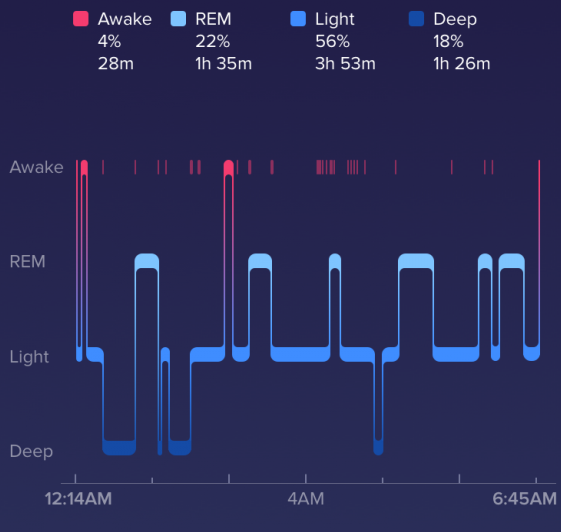 Awake REM Light Deep
4% 22% 56% 18%
28m 1h 35m 3h 53m 1h 26m
Awake
REM
Light
Deep
12:14AM 4AM 6:45AM